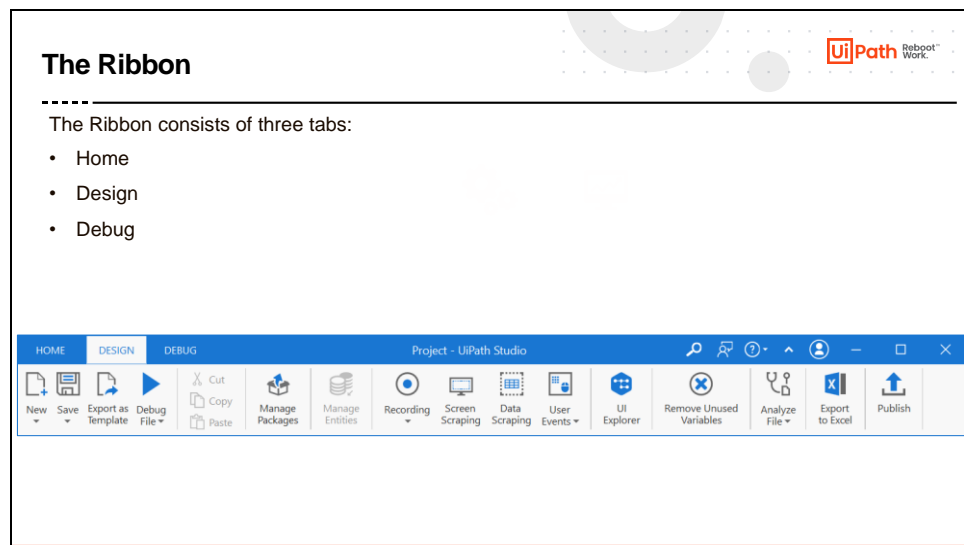 The Ribbon
UiPath Reboot Work.™
The Ribbon consists of three tabs:
• Home
• Design
• Debug
HOME DESIGN DEBUG Project - UiPath Studio
New Save Export as Template Debug File Cut Copy Paste Manage Packages Manage Entities Recording Screen Scraping Data Scraping User Events UI Explorer Remove Unused Variables Analyze File Export to Excel Publish